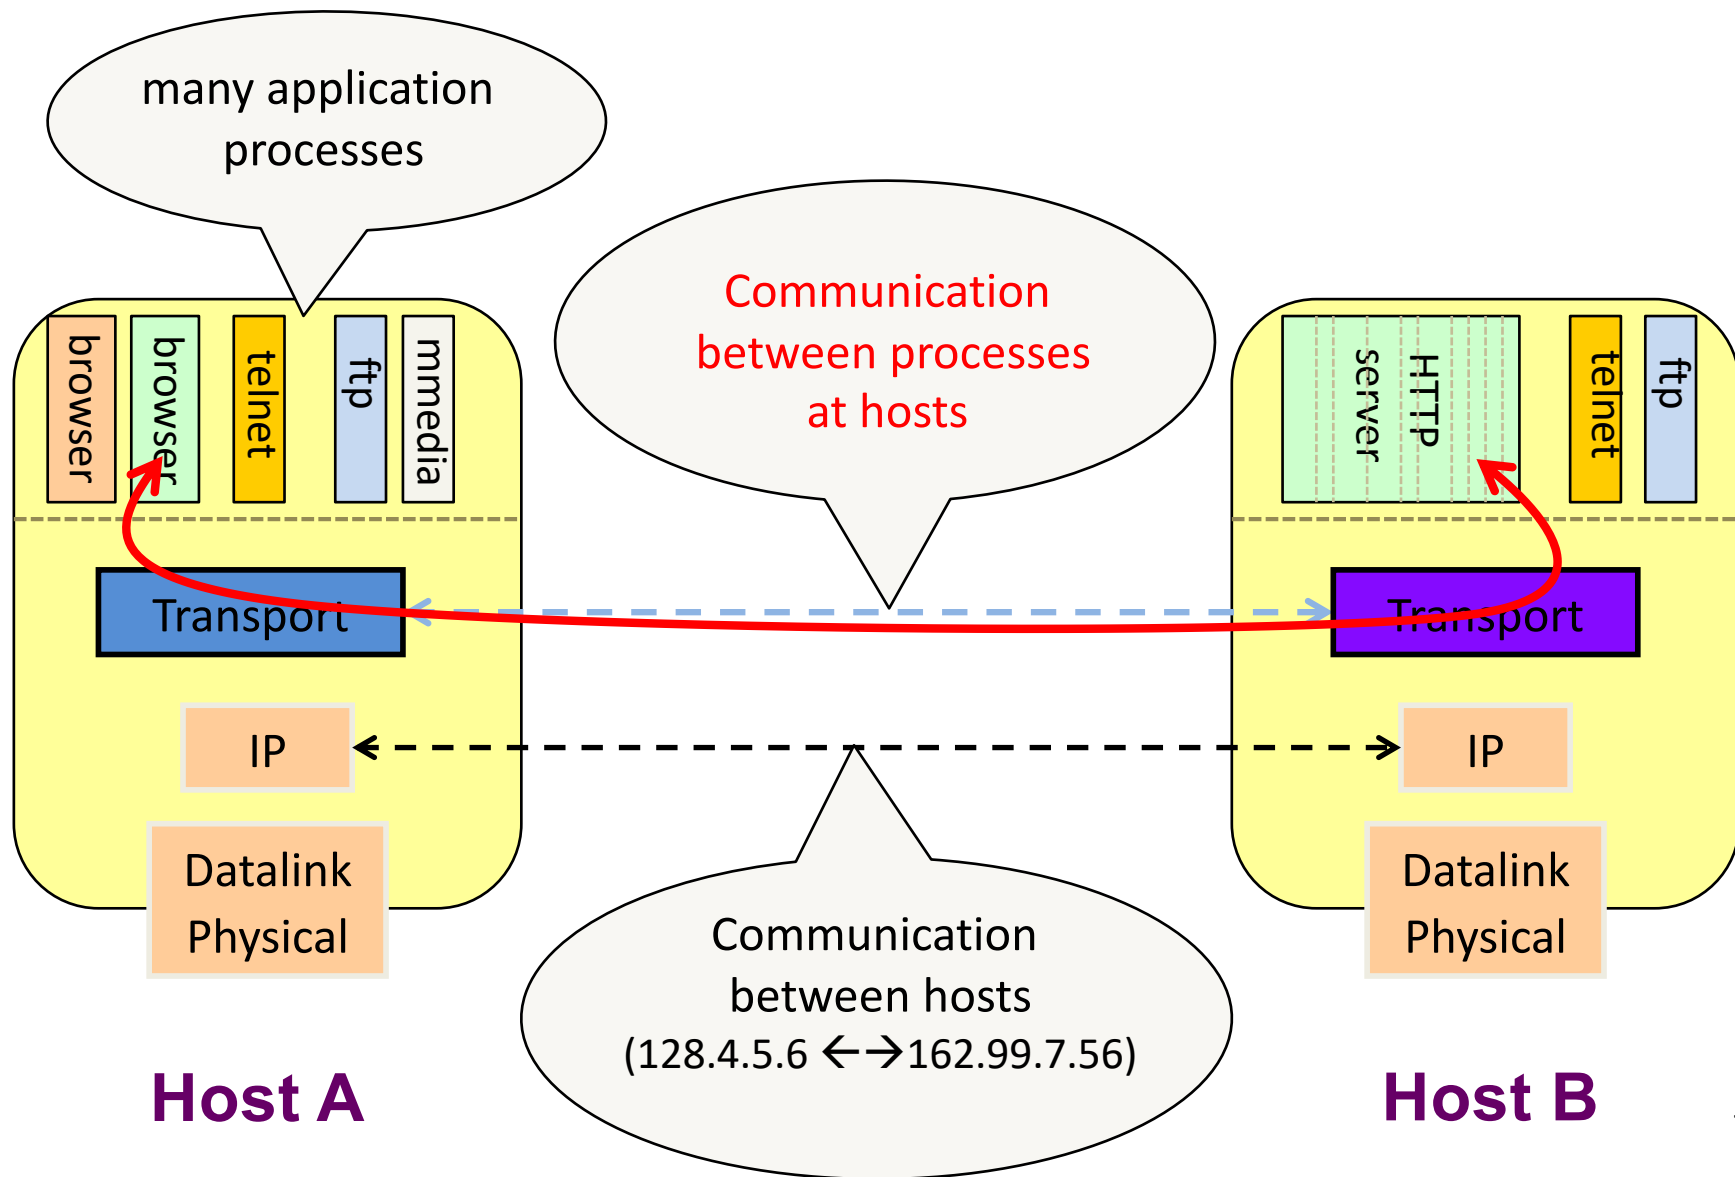 many application
processes
Communication
between processes
at hosts
browser
browser
telnet
ftp
mmedia
HTTP
server
telnet
ftp
Transport
Transport
IP
IP
Datalink
Physical
Datalink
Physical
Communication
between hosts
(128.4.5.6 ←→162.99.7.56)
Host A
Host B